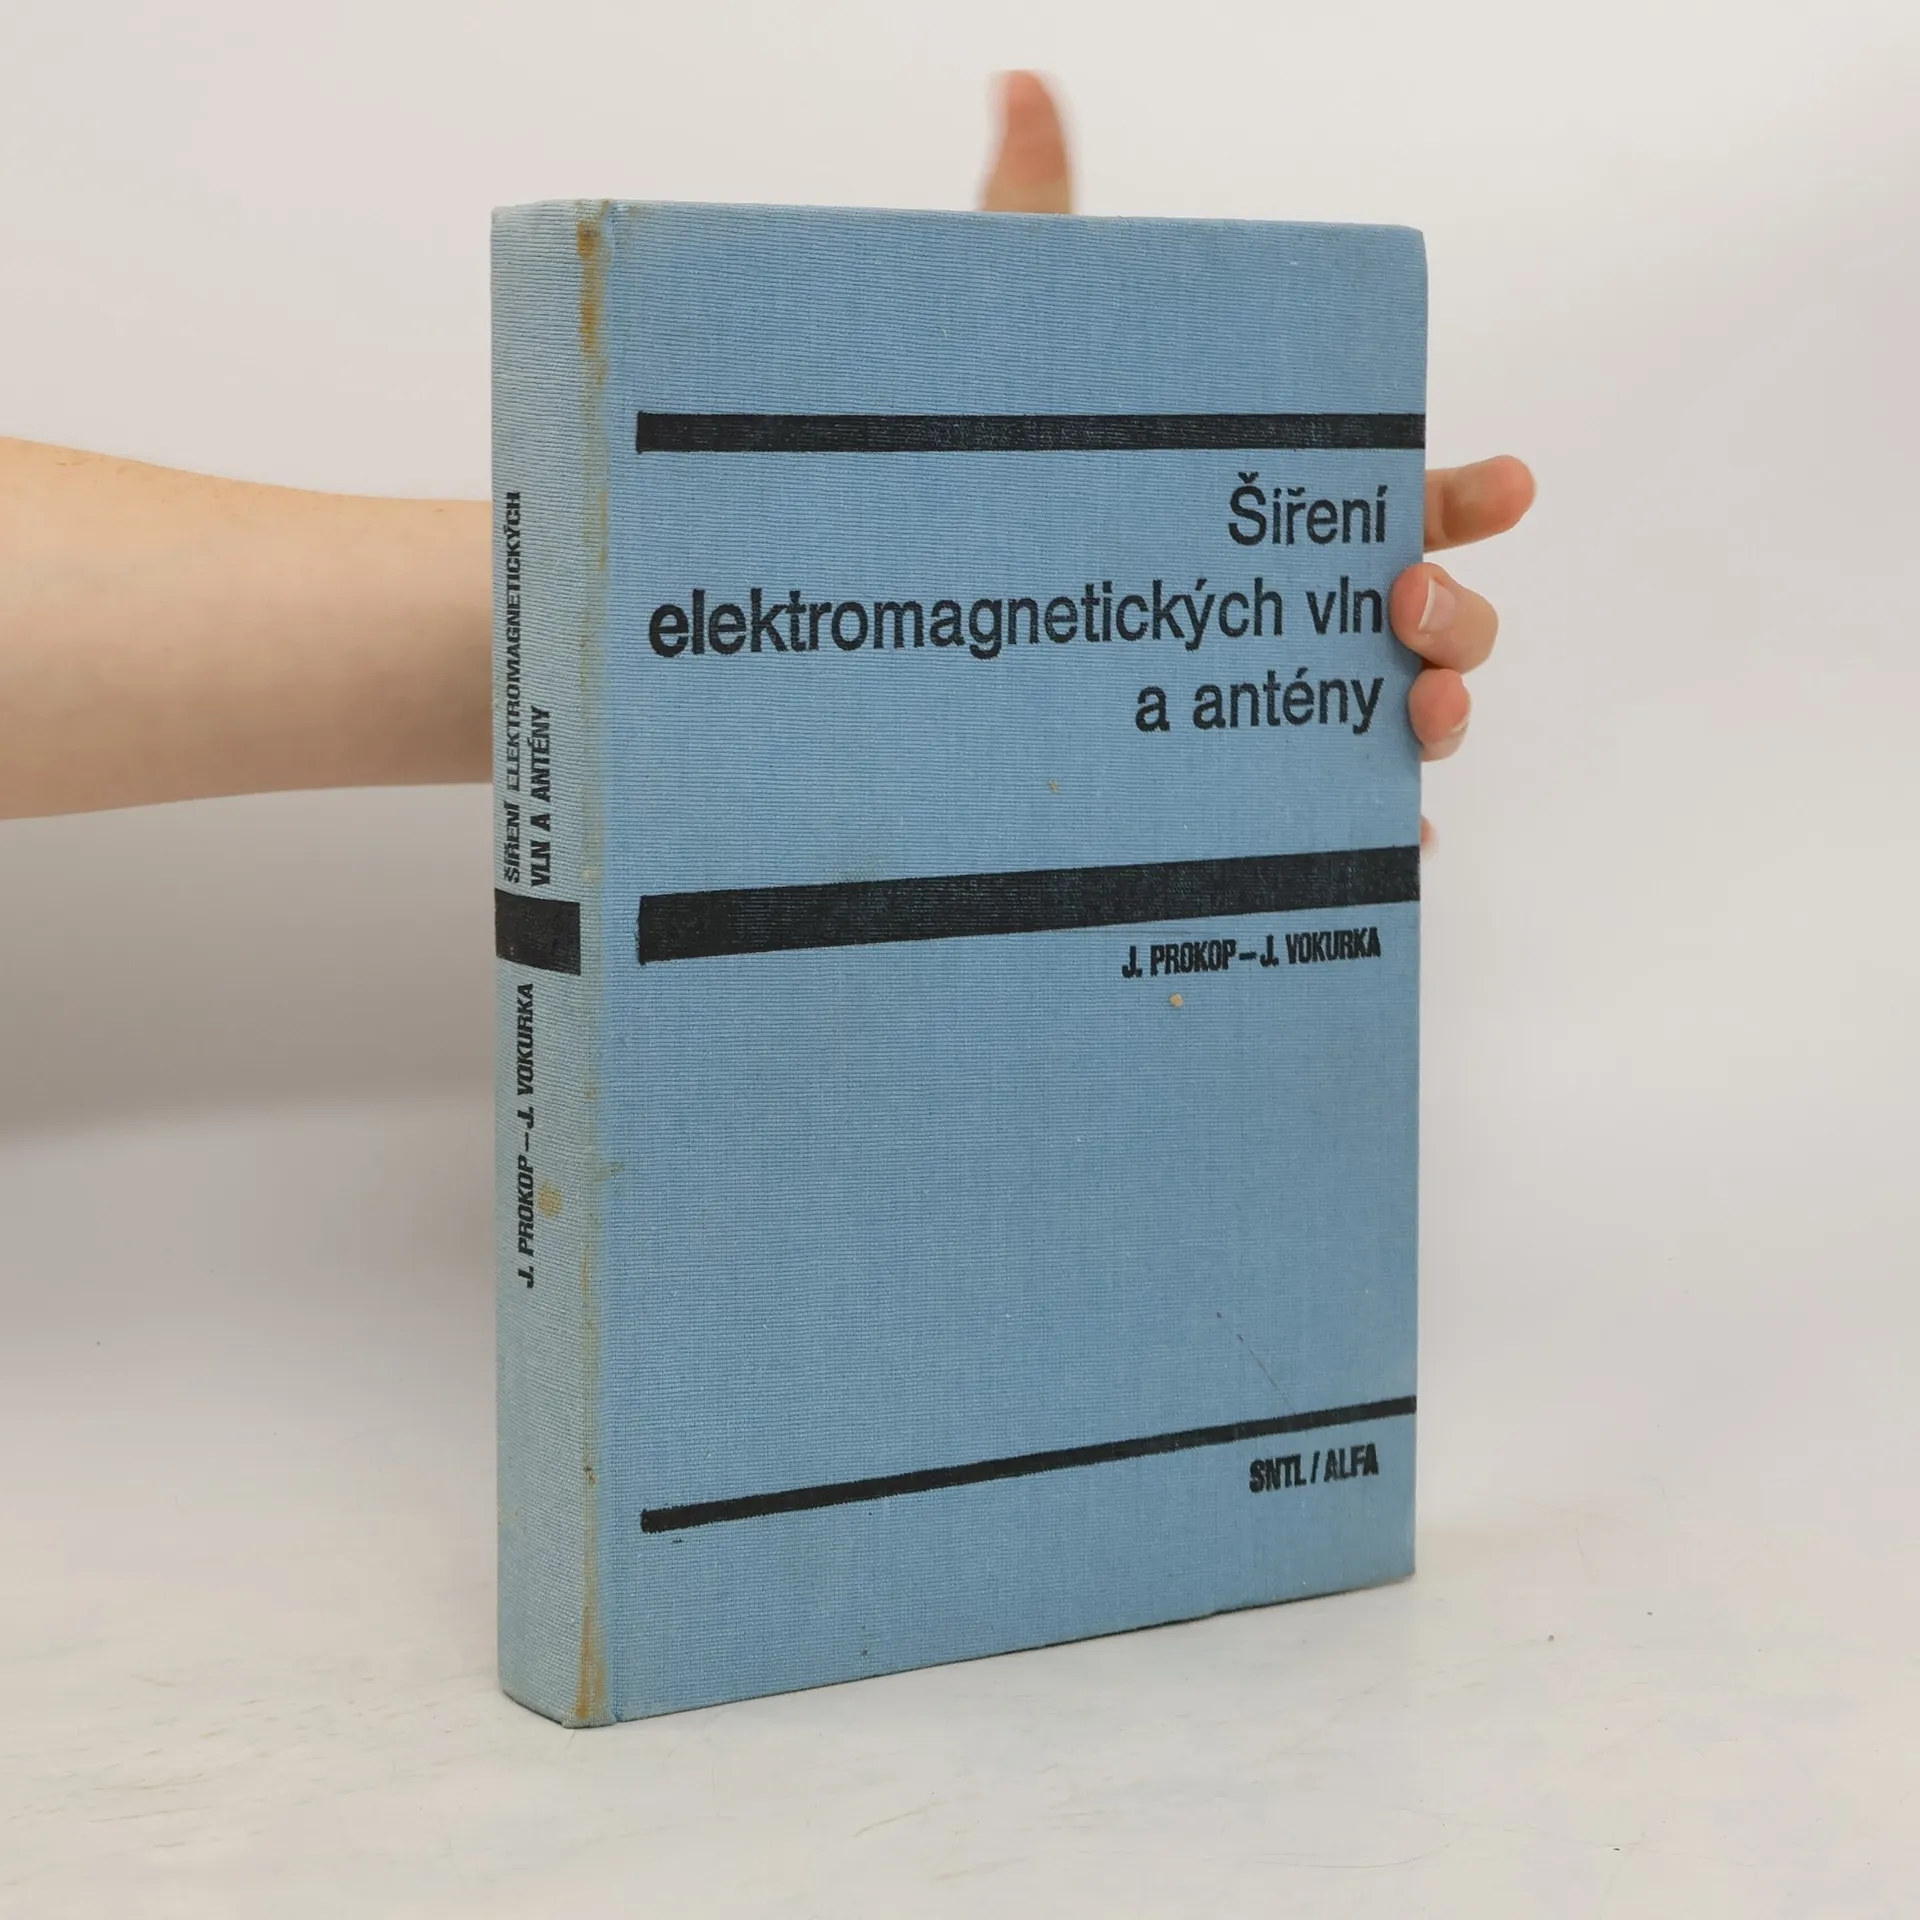 Šíření
elektromagnetických vln
a antény
J. PROKOP – J. VOKURKA
SNTL / ALFA
ŠÍŘENÍ ELEKTROMAGNETICKÝCH
VLN A ANTÉNY
J. PROKOP – J. VOKURKA